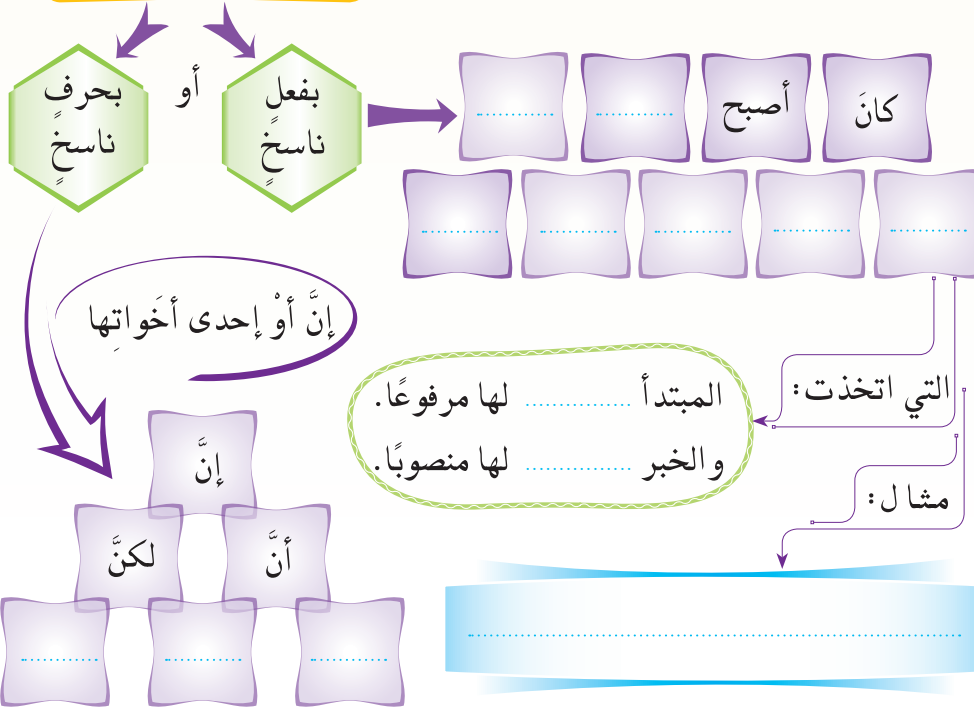 بفعلٍ
ناسخٍ
أو
بحرفٍ
ناسخٍ
كانَ
أصبح
التي اتخذت:
المبتدأ ............ لها مرفوعًا.
والخبر ............ لها منصوبًا.
مثال:
إنَّ أوْ إحدى أخَواتِها
إنَّ
أنَّ
لكنَّ